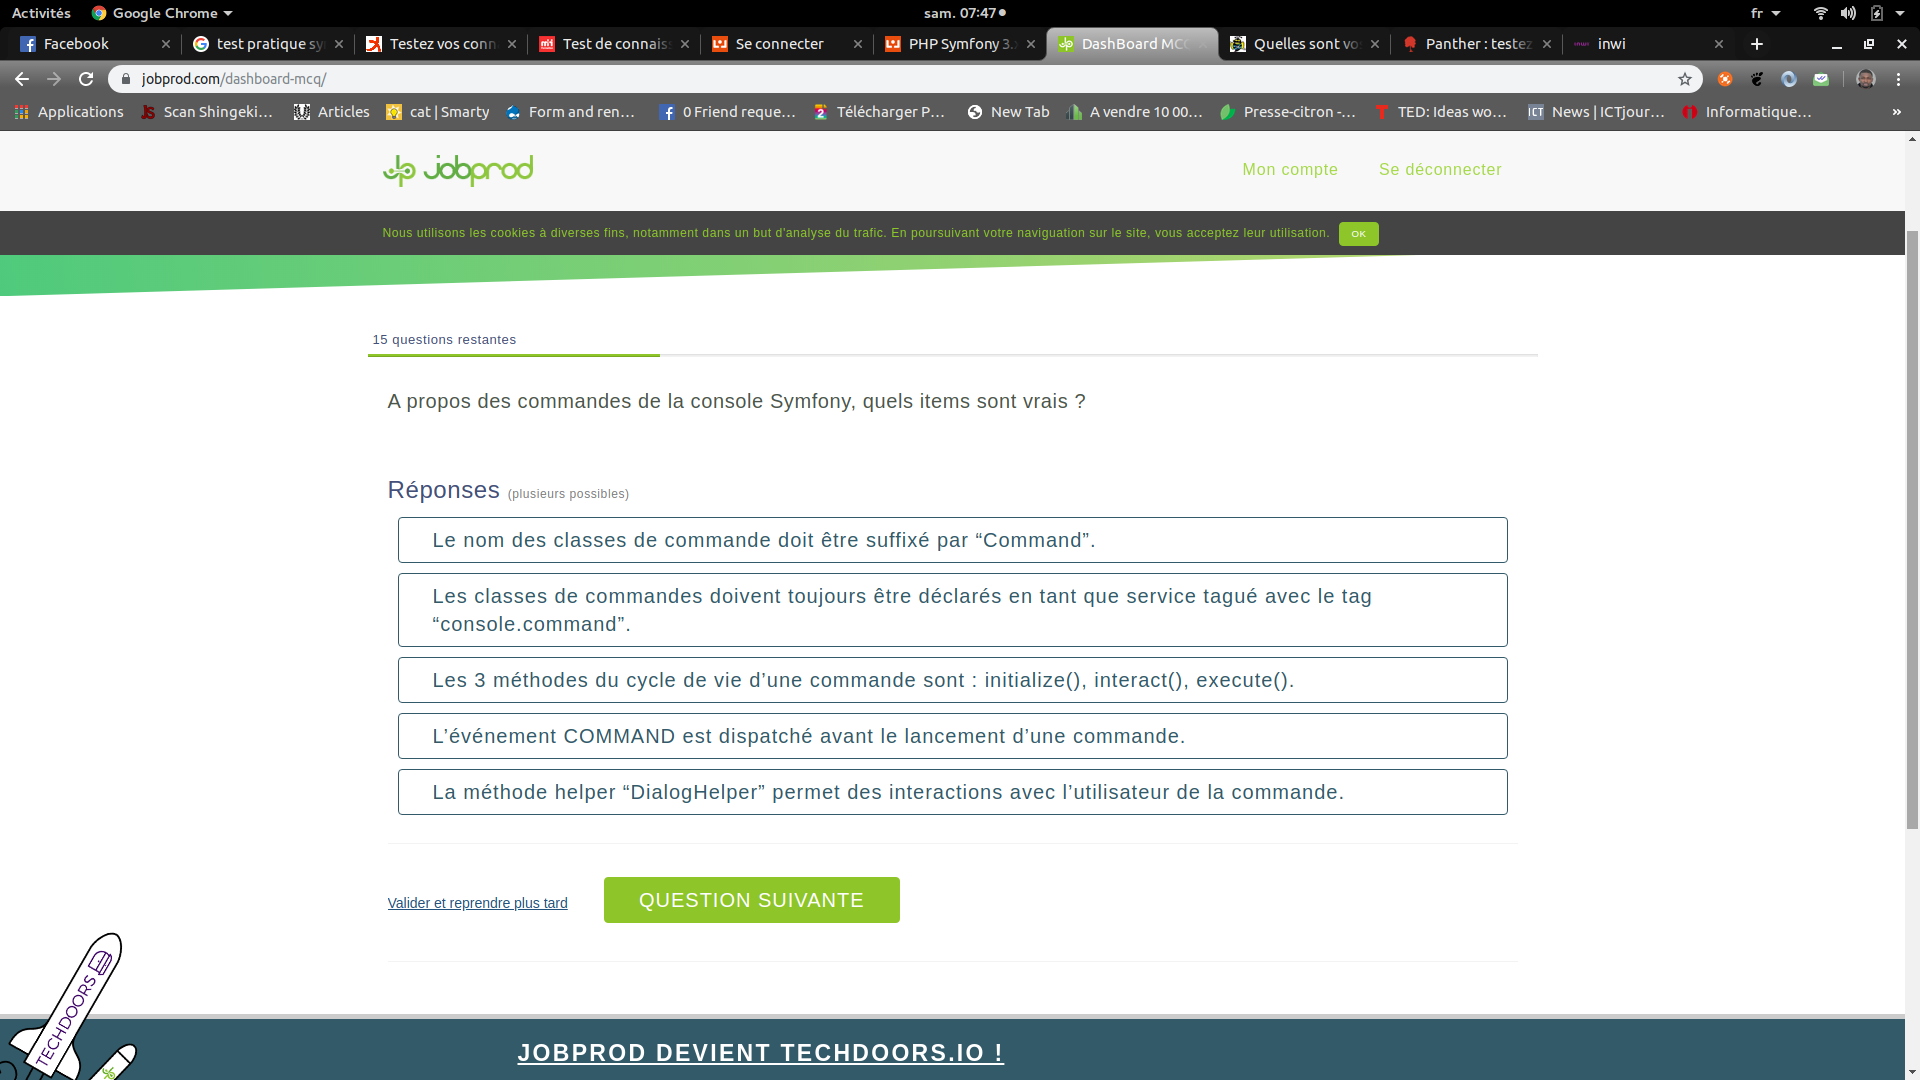 Activités
Google Chrome
sam. 07:47
fr
Facebook
test pratique sy
Testez vos conn
Test de connais
Se connecter
PHP Symfony 3.
DashBoard MC
Quelles sont vo
Panther : testez
inwi
jobprod.com/dashboard-mcq/
Applications
Scan Shingeki...
Articles
cat | Smarty
Form and ren...
0 Friend reque...
Télécharger P...
New Tab
A vendre 10 00...
Presse-citron -...
TED: Ideas wo...
News | ICTjour...
Informatique...
»
jobprod
Mon compte
Se déconnecter
Nous utilisons les cookies à diverses fins, notamment dans un but d'analyse du trafic. En poursuivant votre naviguation sur le site, vous acceptez leur utilisation.
OK
15 questions restantes
A propos des commandes de la console Symfony, quels items sont vrais ?
Réponses (plusieurs possibles)
Le nom des classes de commande doit être suffixé par “Command”.
Les classes de commandes doivent toujours être déclarés en tant que service tagué avec le tag
“console.command”.
Les 3 méthodes du cycle de vie d’une commande sont : initialize(), interact(), execute().
L’événement COMMAND est dispatché avant le lancement d’une commande.
La méthode helper “DialogHelper” permet des interactions avec l’utilisateur de la commande.
Valider et reprendre plus tard
QUESTION SUIVANTE
TECHDOORS
JOBPROD DEVIENT TECHDOORS.IO !